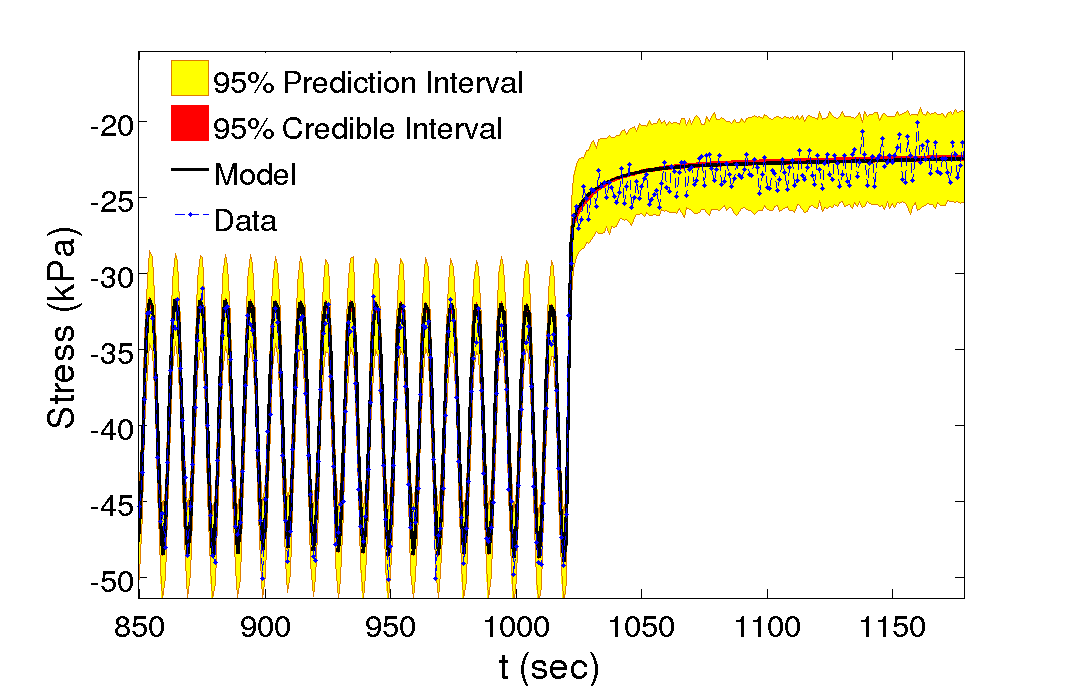 95% Prediction Interval
95% Credible Interval
Model
Data
Stress (kPa)
-20
-25
-30
-35
-40
-45
-50
850 900 950 1000 1050 1100 1150
t (sec)